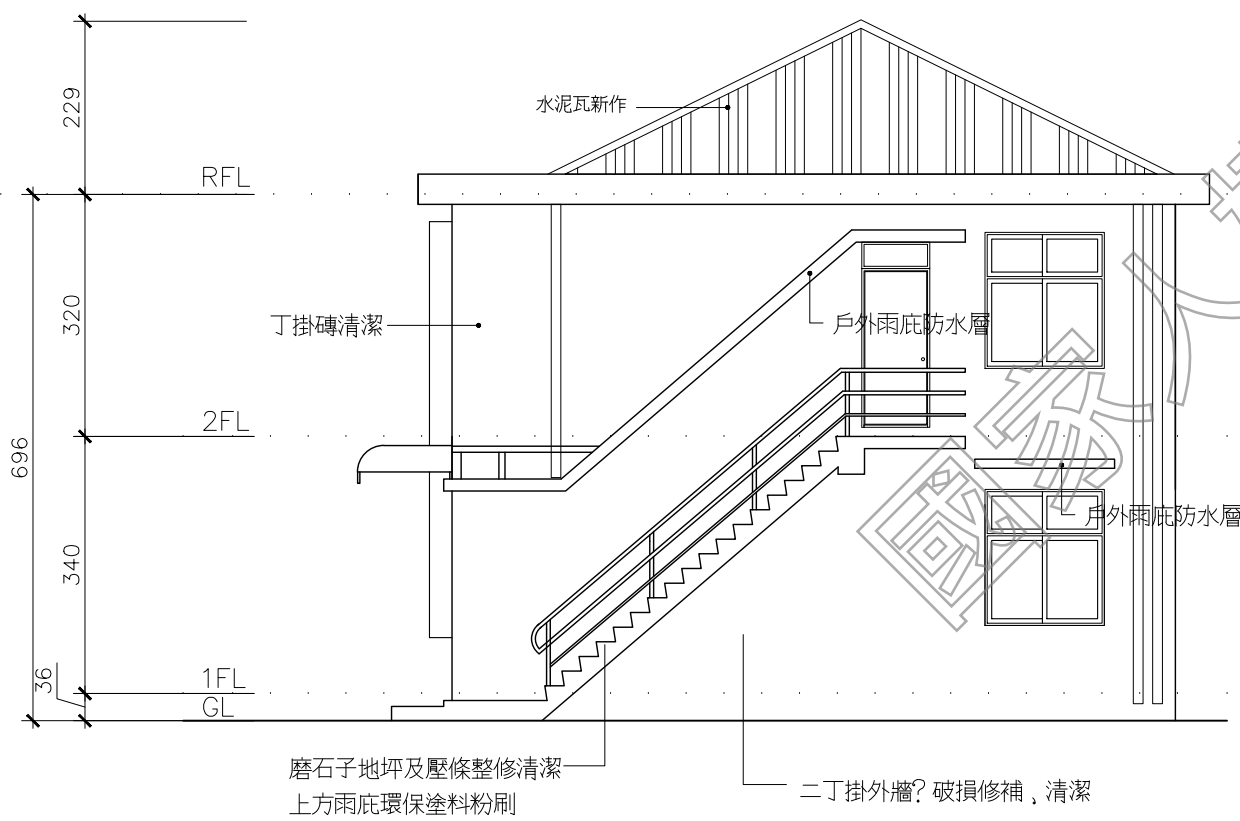 229
水泥瓦新作
RFL
320
丁掛磚清潔
戶外雨庇防水層
2FL
696
戶外雨庇防水層
340
36
1FL
GL
磨石子地坪及壓條整修清潔
上方雨庇環保塗料粉刷
二丁掛外牆? 破損修補、清潔
國家人